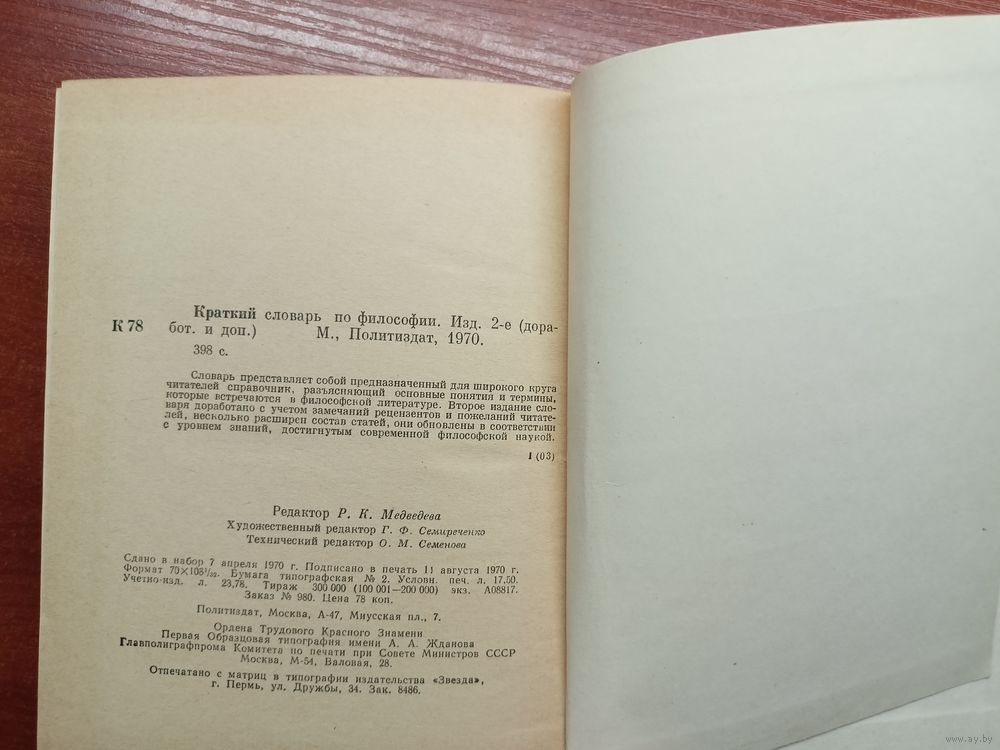 К 78
Краткий словарь по философии. Изд. 2-е (дора-
бот. и доп.) М., Политиздат, 1970.
398 с.
Словарь представляет собой предназначенный для широкого круга
читателей справочник, разъясняющий основные понятия и термины,
которые встречаются в философской литературе. Второе издание сло-
варя доработано с учетом замечаний рецензентов и пожеланий читате-
лей, несколько расширен состав статей, они обновлены в соответствии
с уровнем знаний, достигнутым современной философской наукой.
1 (03)
Редактор Р. К. Медведева
Художественный редактор Г. Ф. Семиреченко
Технический редактор О. М. Семенова
Сдано в набор 7 апреля 1970 г. Подписано в печать 11 августа 1970 г.
Формат 70×108¹/₃₂. Бумага типографская № 2. Условн. печ. л. 17,50.
Учетно-изд. л. 23,78. Тираж 300 000 (100 001—200 000) экз. А08817.
Заказ № 980. Цена 78 коп.
Политиздат, Москва, А-47, Миусская пл., 7.
Ордена Трудового Красного Знамени
Первая Образцовая типография имени А. А. Жданова
Главполиграфпрома Комитета по печати при Совете Министров СССР
Москва, М-54, Валовая, 28.
Отпечатано с матриц в типографии издательства «Звезда»,
г. Пермь, ул. Дружбы, 34. Зак. 8486.
www.ay.by